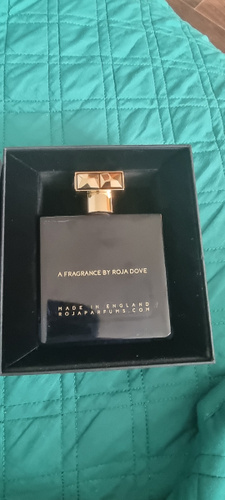 A FRAGRANCE BY ROJA DOVE
MADE IN ENGLAND
ROJAPARFUMS.COM